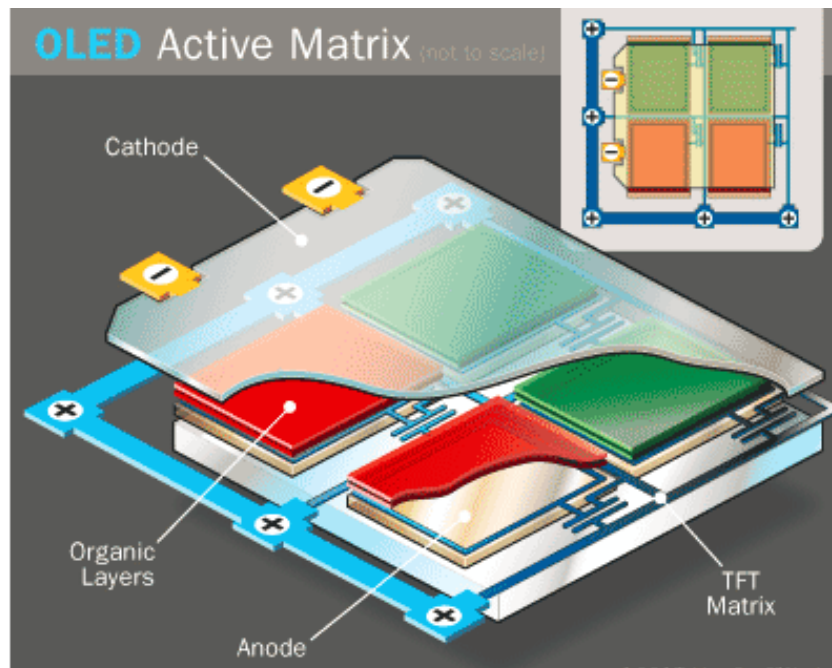 OLED Active Matrix (not to scale)
Cathode
Organic
Layers
Anode
TFT
Matrix